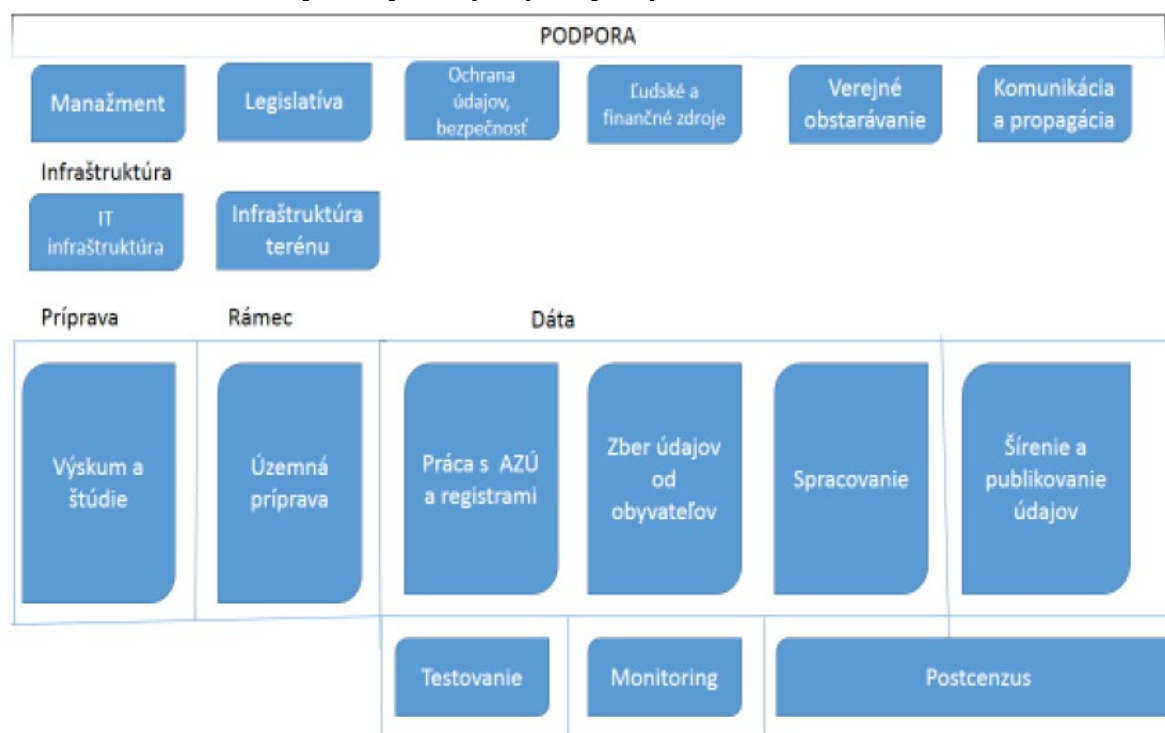 PODPORA
Manažment
Legislatíva
Ochrana
údajov,
bezpečnosť
Ľudské a
finančné zdroje
Verejné
obstarávanie
Komunikácia
a propagácia
Infraštruktúra
IT
infraštruktúra
Infraštruktúra
terénu
Príprava
Rámec
Dáta
Výskum a
štúdie
Územná
príprava
Práca s AZÚ
a registrami
Zber údajov
od
obyvateľov
Spracovanie
Šírenie a
publikovanie
údajov
Testovanie
Monitoring
Postcenzus